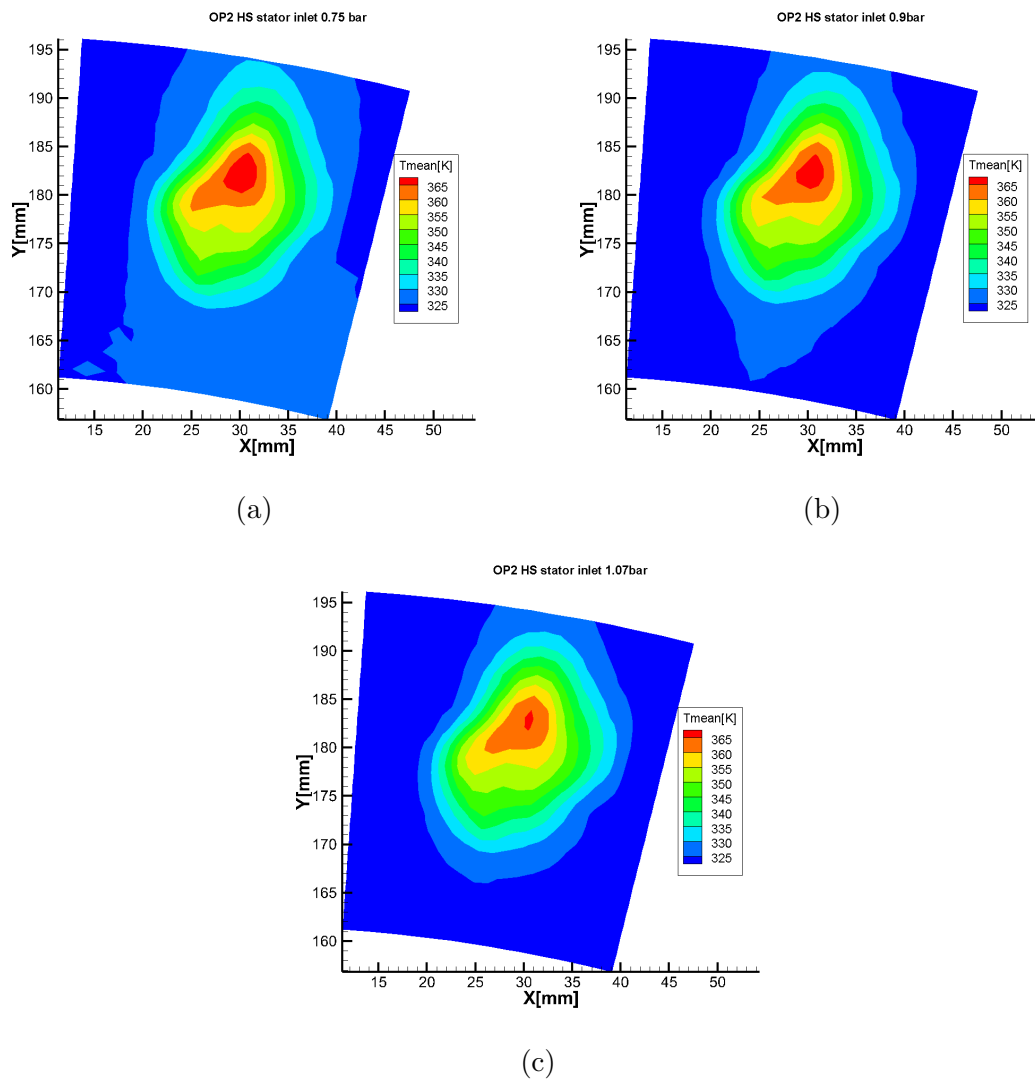 OP2 HS stator inlet 0.75 bar
195
190
185
180
175
170
165
160
Y[mm]
15 20 25 30 35 40 45 50
X[mm]
Tmean[K]
365
360
355
350
345
340
335
330
325
(a)
OP2 HS stator inlet 0.9bar
195
190
185
180
175
170
165
160
Y[mm]
15 20 25 30 35 40 45 50
X[mm]
Tmean[K]
365
360
355
350
345
340
335
330
325
(b)
OP2 HS stator inlet 1.07bar
195
190
185
180
175
170
165
160
Y[mm]
15 20 25 30 35 40 45 50
X[mm]
Tmean[K]
365
360
355
350
345
340
335
330
325
(c)